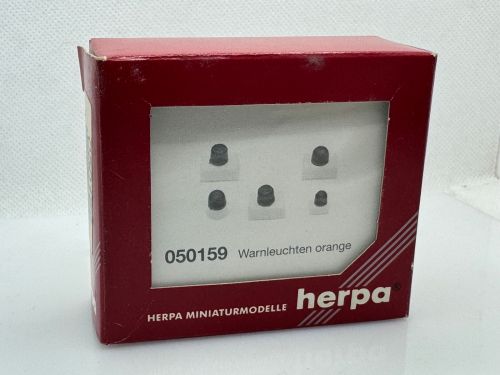 050159 Warnleuchten orange
HERPA MINIATURMODELLE herpa®